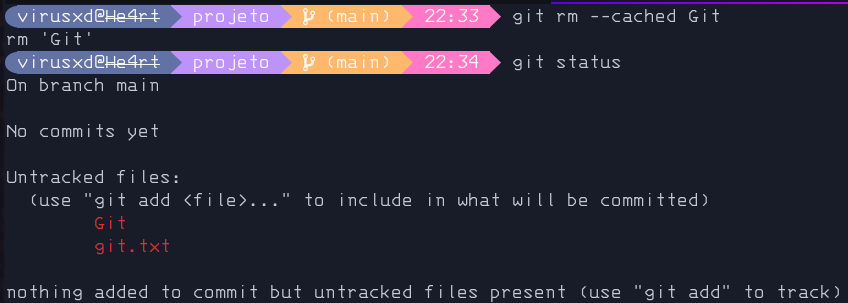 virusxd@He4rt projeto (main) 22:33 git rm --cached Git
rm 'Git'
virusxd@He4rt projeto (main) 22:34 git status
On branch main

No commits yet

Untracked files:
  (use "git add <file>..." to include in what will be committed)
        Git
        git.txt

nothing added to commit but untracked files present (use "git add" to track)